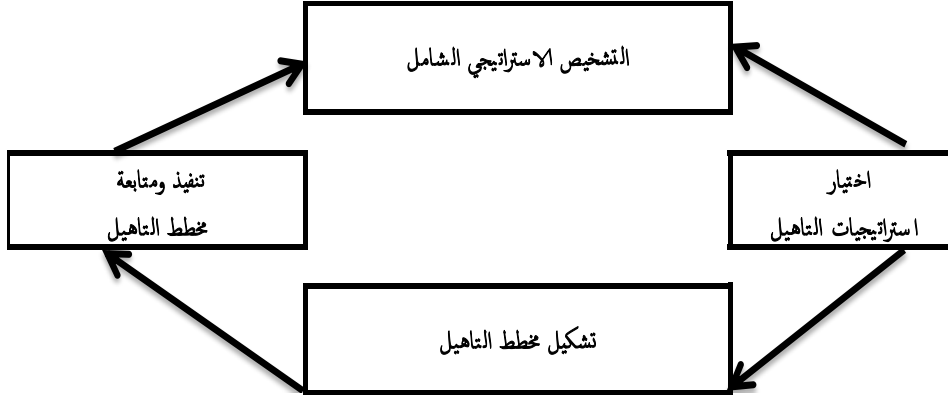 التشخيص الاستراتيجي الشامل
اختيار
استراتيجيات التاهيل
تنفيذ ومتابعة
مخطط التاهيل
تشكيل مخطط التاهيل